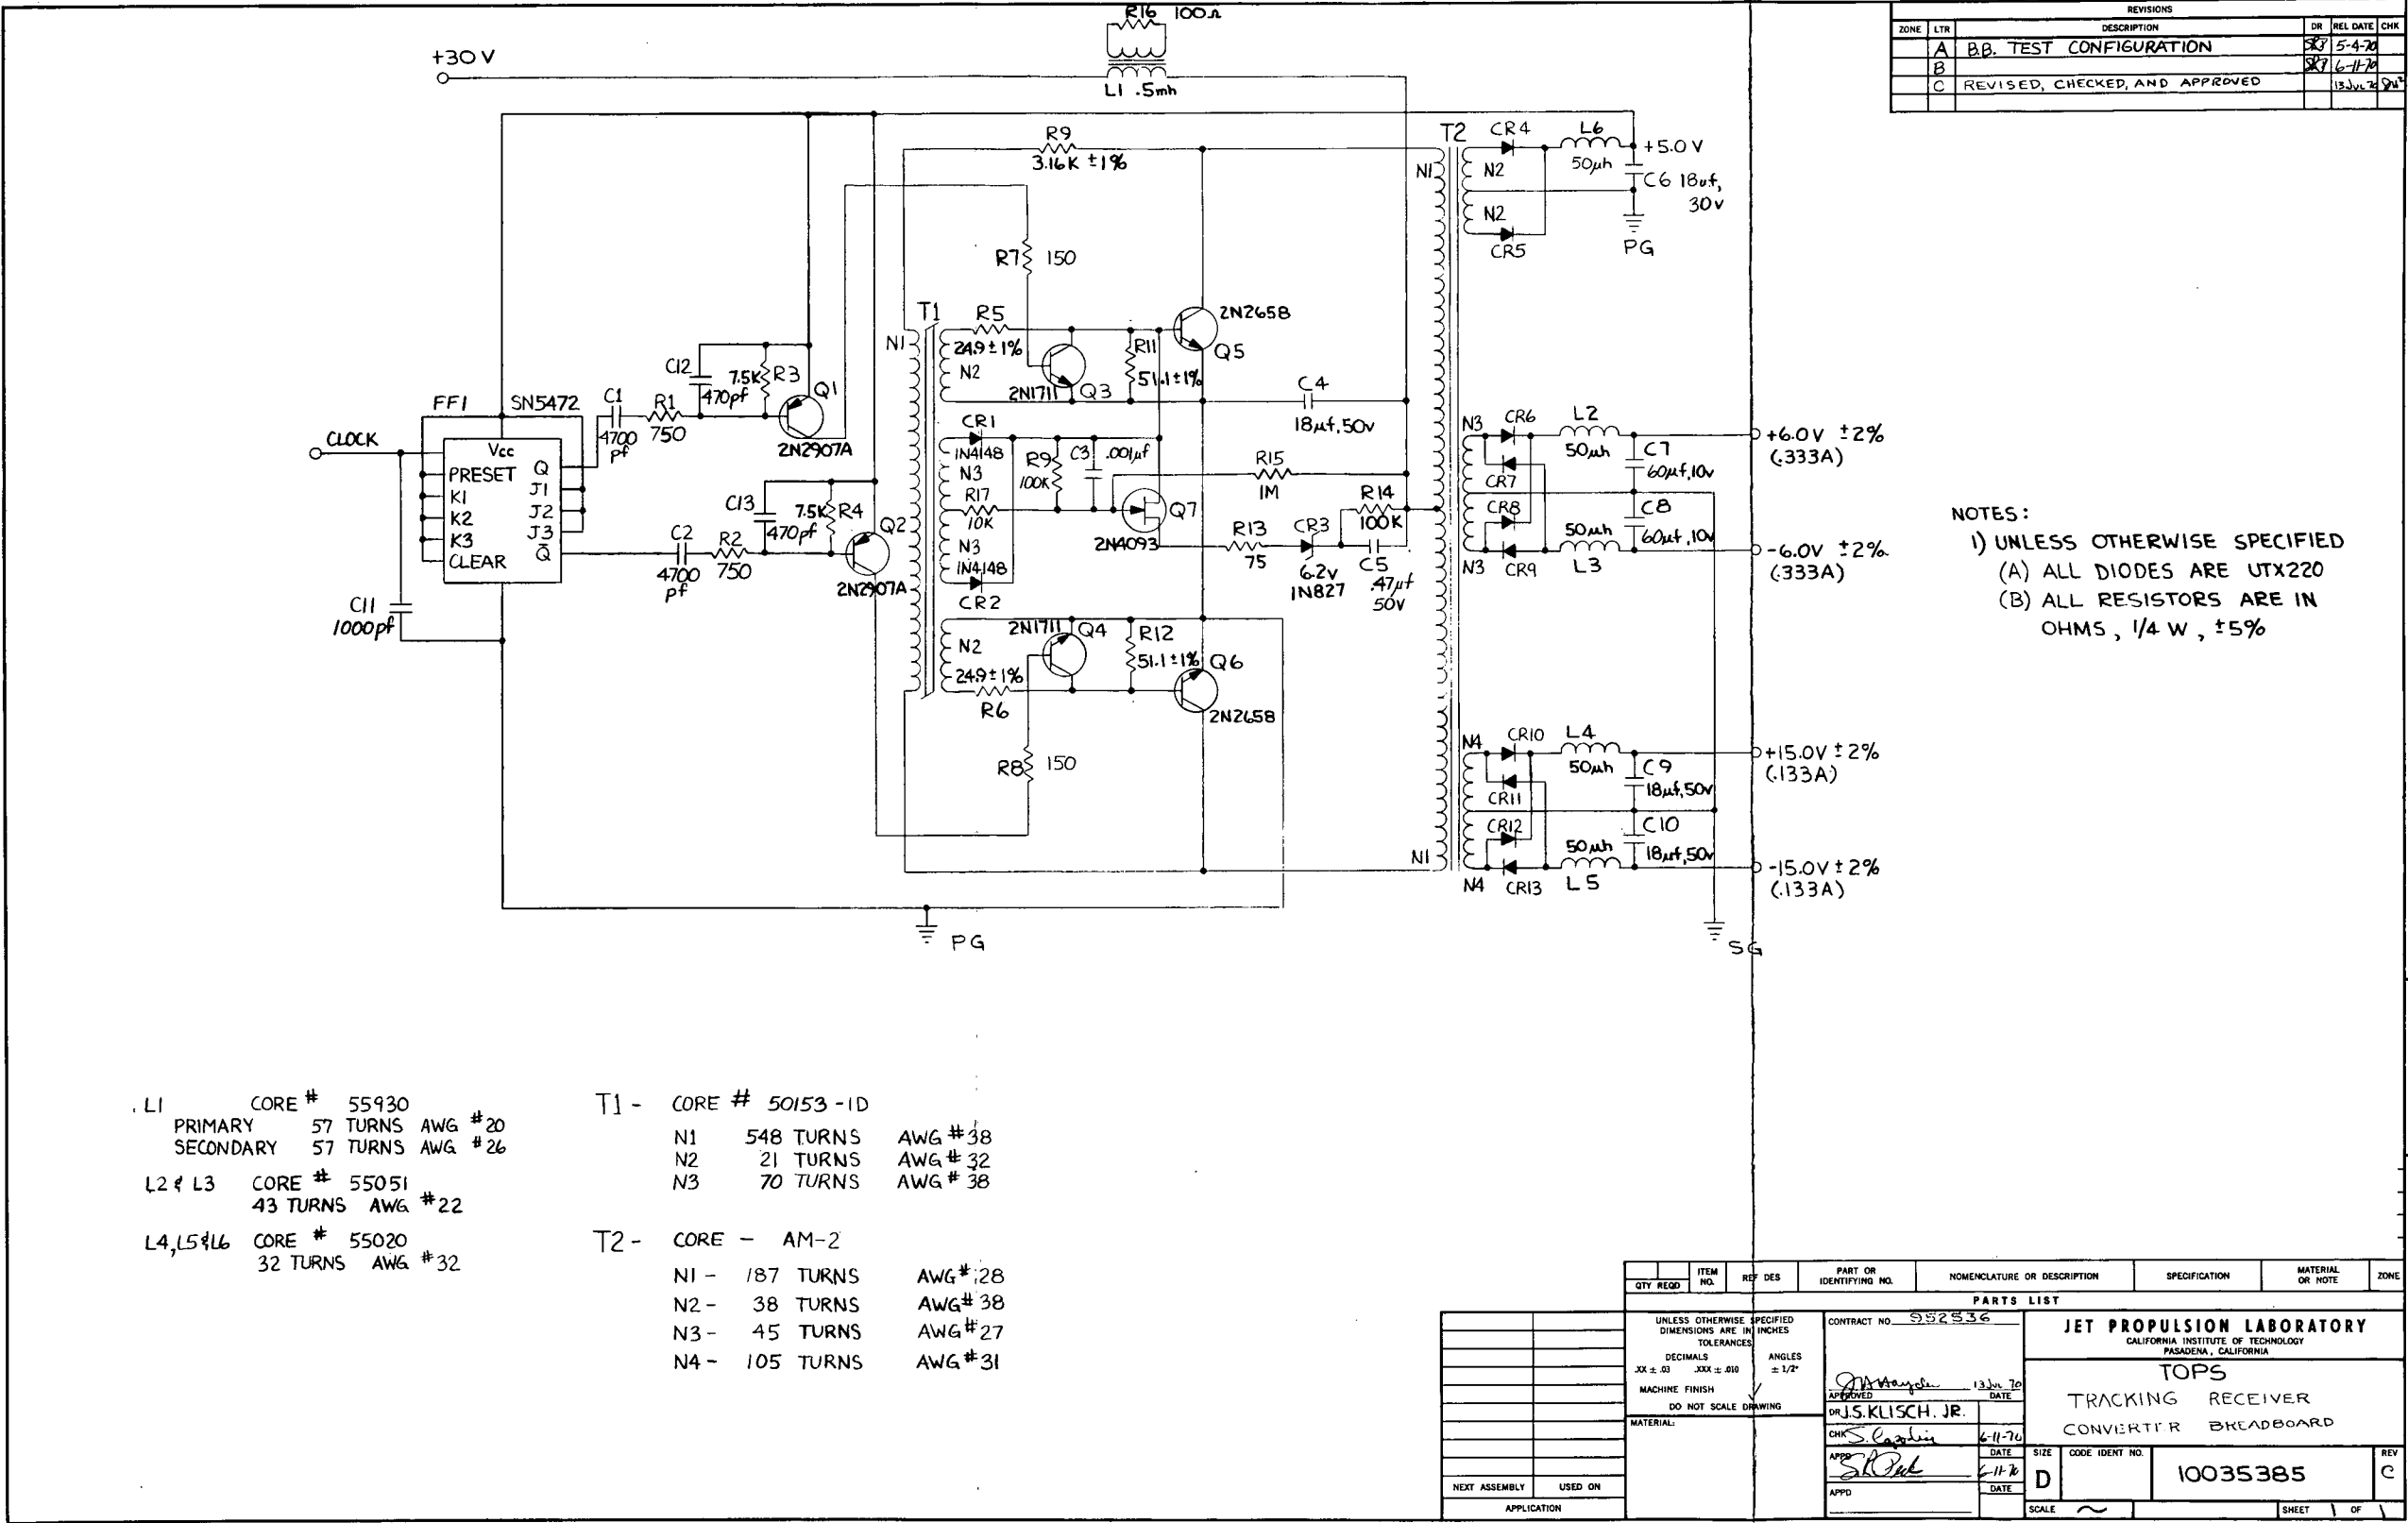 R16 100Ω
+30 V
L1 .5mh
REVISIONS
ZONE LTR DESCRIPTION DR REL DATE CHK
A B.B. TEST CONFIGURATION 5-4-70
B 6-11-70
C REVISED, CHECKED, AND APPROVED 13 JUL 70
R9
3.16K ±1%
T2
N1
CR4
L6
50µh
+5.0 V
N2
C6 18uf,
30V
N2
CR5
PG
R7 150
T1
N1
R5
24.9 ±1%
N2
2N1711
Q3
R11
51.1±1%
2N2658
Q5
C4
18µf, 50V
C12
470pf
7.5K R3
Q1
2N2907A
FF1 SN5472
C1
4700
pf
R1
750
CLOCK
Vcc
PRESET
K1
K2
K3
CLEAR
Q
J1
J2
J3
Q̅
C11
1000pf
C13
470pf
7.5K R4
Q2
2N2907A
C2
4700
pf
R2
750
CR1
1N4148
N3
R17
10K
N3
1N4148
CR2
R9
100K
C3 .001µf
Q7
2N4093
R15
1M
R14
100K
R13
75
CR3
6.2V
1N827
C5
.47µf
50V
N2
24.9±1%
R6
2N1711
Q4
R12
51.1±1%
Q6
2N2658
R8 150
N3
CR6
L2
50µh
C7
60µf, 10V
+6.0V ±2%
(.333A)
CR7
CR8
C8
60µf, 10V
50µh
L3
N3
CR9
-6.0V ±2%
(.333A)
N4
CR10
L4
50µh
C9
18µf, 50V
+15.0V ±2%
(.133A)
CR11
CR12
C10
18µf, 50V
50µh
L5
N1
N4
CR13
-15.0V ±2%
(.133A)
PG
SG
NOTES:
1) UNLESS OTHERWISE SPECIFIED
(A) ALL DIODES ARE UTX220
(B) ALL RESISTORS ARE IN
OHMS, 1/4 W, ±5%
L1 CORE # 55930
PRIMARY 57 TURNS AWG #20
SECONDARY 57 TURNS AWG #26
L2 & L3 CORE # 55051
43 TURNS AWG #22
L4, L5 & L6 CORE # 55020
32 TURNS AWG #32
T1 - CORE # 50153-1D
N1 548 TURNS AWG #38
N2 21 TURNS AWG #32
N3 70 TURNS AWG #38
T2 - CORE - AM-2
N1 - 187 TURNS AWG #28
N2 - 38 TURNS AWG #38
N3 - 45 TURNS AWG #27
N4 - 105 TURNS AWG #31
QTY REQD ITEM NO. REF DES PART OR IDENTIFYING NO. NOMENCLATURE OR DESCRIPTION SPECIFICATION MATERIAL OR NOTE ZONE
PARTS LIST
UNLESS OTHERWISE SPECIFIED
DIMENSIONS ARE IN INCHES
TOLERANCES
DECIMALS ANGLES
.XX ± .03 .XXX ± .010 ± 1/2°
MACHINE FINISH
DO NOT SCALE DRAWING
MATERIAL:
CONTRACT NO. 952536
13 JUL 70
APPROVED DATE
DR J.S. KLISCH. JR.
CHK 6-11-70
DATE
APPD 6-11-70
DATE
APPD
JET PROPULSION LABORATORY
CALIFORNIA INSTITUTE OF TECHNOLOGY
PASADENA, CALIFORNIA
TOPS
TRACKING RECEIVER
CONVERTER BREADBOARD
SIZE D
CODE IDENT NO.
10035385
REV C
SCALE ~
SHEET 1 OF 1
NEXT ASSEMBLY USED ON
APPLICATION